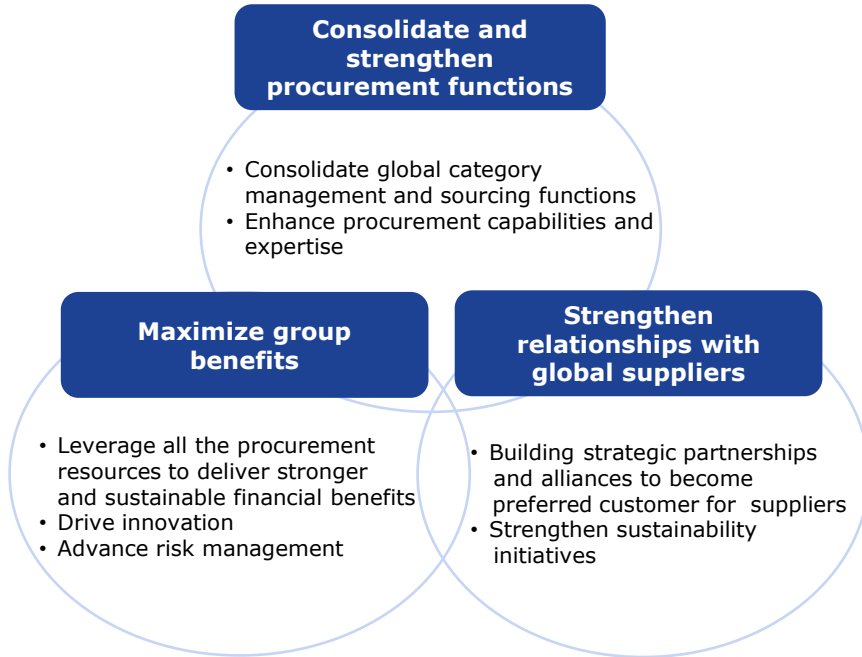 Consolidate and
strengthen
procurement functions
• Consolidate global category
management and sourcing functions
• Enhance procurement capabilities and
expertise
Maximize group
benefits
• Leverage all the procurement
resources to deliver stronger
and sustainable financial benefits
• Drive innovation
• Advance risk management
Strengthen
relationships with
global suppliers
• Building strategic partnerships
and alliances to become
preferred customer for suppliers
• Strengthen sustainability
initiatives